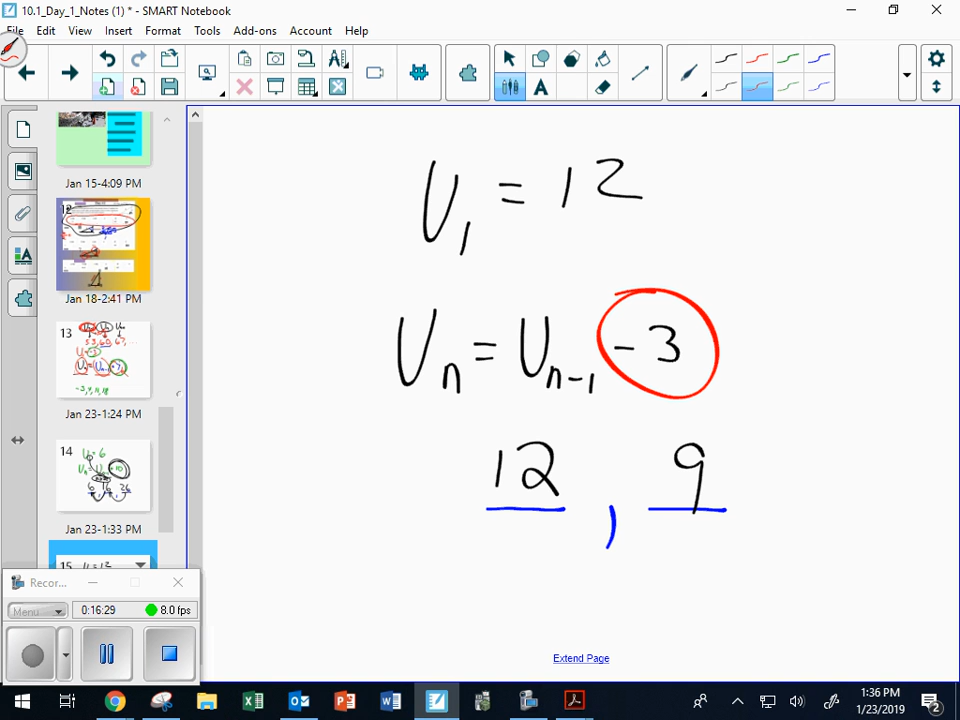 10.1_Day_1_Notes (1) * - SMART Notebook
File Edit View Insert Format Tools Add-ons Account Help
Jan 15-4:09 PM
12
Jan 18-2:41 PM
13
Jan 23-1:24 PM
14
Jan 23-1:33 PM
15
U₁ = 12
Uₙ = Uₙ₋₁ - 3
12 , 9
Extend Page
Recor...
Menu 0:16:29 8.0 fps
1:36 PM
1/23/2019
2